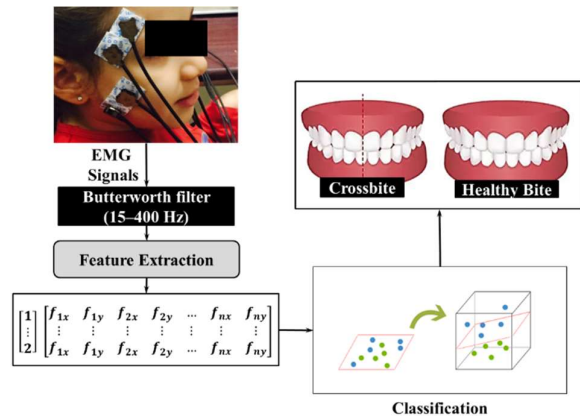 EMG
Signals
Butterworth filter
(15–400 Hz)
Feature Extraction
[1 ⋮ 2]
f1x f1y f2x f2y … fnx fny
⋮ ⋮ ⋮ ⋮ ⋮ ⋮
f1x f1y f2x f2y … fnx fny
Crossbite
Healthy Bite
Classification